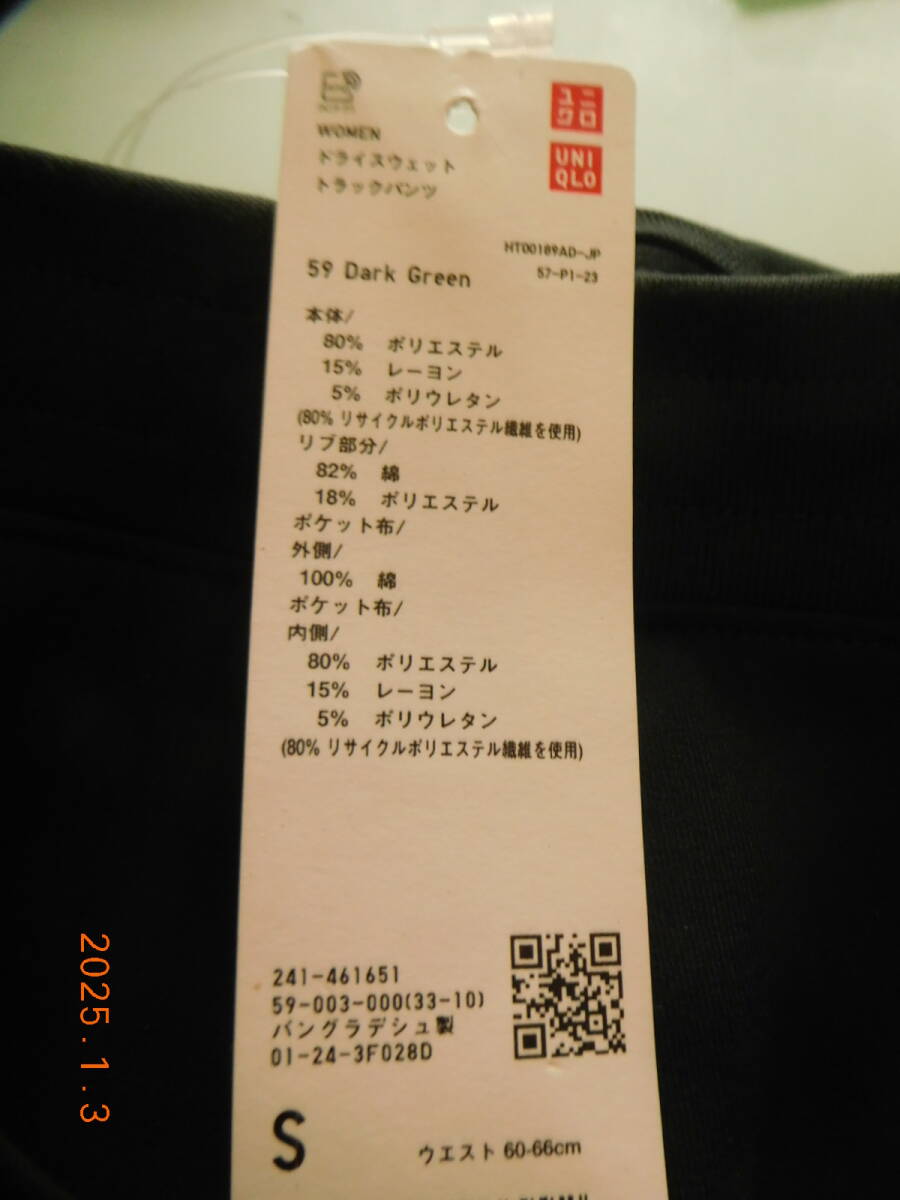 ユニ
クロ
UNI
QLO
WOMEN
ドライスウェット
トラックパンツ
HT00189AD-JP
57-P1-23
59 Dark Green
本体/
80% ポリエステル
15% レーヨン
5% ポリウレタン
(80% リサイクルポリエステル繊維を使用)
リブ部分/
82% 綿
18% ポリエステル
ポケット布/
外側/
100% 綿
ポケット布/
内側/
80% ポリエステル
15% レーヨン
5% ポリウレタン
(80% リサイクルポリエステル繊維を使用)
241-461651
59-003-000(33-10)
バングラデシュ製
01-24-3F028D
S
ウエスト 60-66cm
2025.1.3